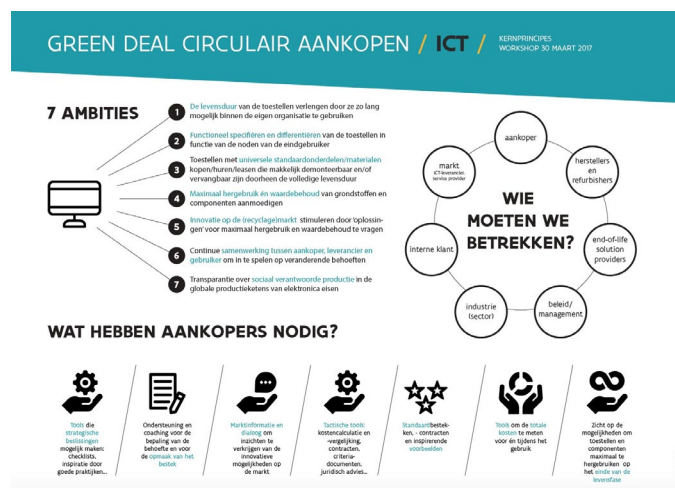 GREEN DEAL CIRCULAIR AANKOPEN / ICT /
KERNPRINCIPES
WORKSHOP 30 MAART 2017
7 AMBITIES
1
De levensduur van de toestellen verlengen door ze zo lang
mogelijk binnen de eigen organisatie te gebruiken
2
Functioneel specifiëren en differentiëren van de toestellen in
functie van de noden van de eindgebruiker
3
Toestellen met universele standaardonderdelen/materialen
kopen/huren/leasen die makkelijk demonteerbaar en/of
vervangbaar zijn doorheen de volledige levensduur
4
Maximaal hergebruik én waardebehoud van grondstoffen en
componenten aanmoedigen
5
Innovatie op de (recyclage)markt stimuleren door 'oplossin-
gen' voor maximaal hergebruik en waardebehoud te vragen
6
Continue samenwerking tussen aankoper, leverancier en
gebruiker om in te spelen op veranderende behoeften
7
Transparantie over sociaal verantwoorde productie in de
globale productieketens van elektronica eisen
WIE
MOETEN WE
BETREKKEN?
aankoper
herstellers
en
refurbishers
end-of-life
solution
providers
beleid/
management
industrie
(sector)
interne klant
markt
ICT-leverancier,
service provider
WAT HEBBEN AANKOPERS NODIG?
Tools die
strategische
beslissingen
mogelijk maken:
checklists,
inspiratie door
goede praktijken...
Ondersteuning en
coaching voor de
bepaling van de
behoefte en voor
de opmaak van het
bestek
Marktinformatie en
dialoog om
inzichten te
verkrijgen van de
innovatieve
mogelijkheden op
de markt
Tactische tools:
kostencalculatie en
-vergelijking,
contracten,
criteria-
documenten,
juridisch advies...
Standaardbestek-
ken, - contracten
en inspirerende
voorbeelden
Tools om de totale
kosten te meten
voor én tijdens het
gebruik
Zicht op de
mogelijkheden om
toestellen en
componenten
maximaal te
hergebruiken op
het einde van de
levensfase